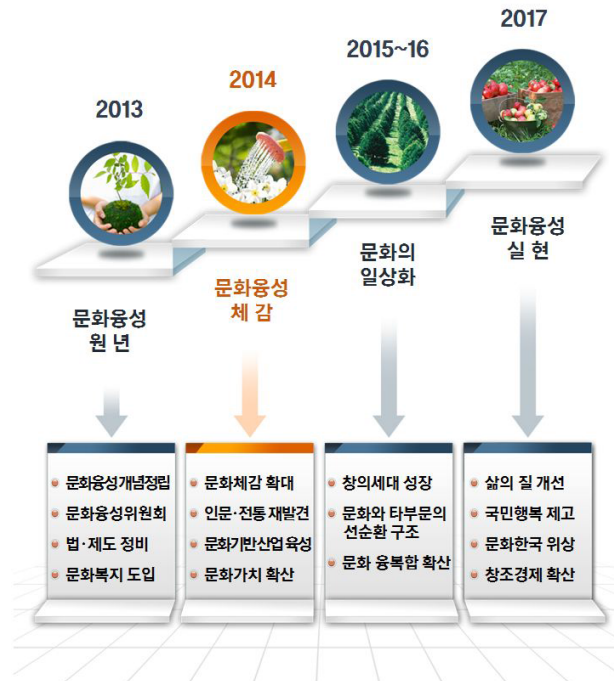 2013
2014
2015~16
2017
문화융성
원 년
문화융성
체 감
문화의
일상화
문화융성
실 현
문화융성개념정립
문화융성위원회
법·제도 정비
문화복지 도입
문화체감 확대
인문·전통 재발견
문화기반산업 육성
문화가치 확산
창의세대 성장
문화와 타부문의
선순환 구조
문화 융복합 확산
삶의 질 개선
국민행복 제고
문화한국 위상
창조경제 확산